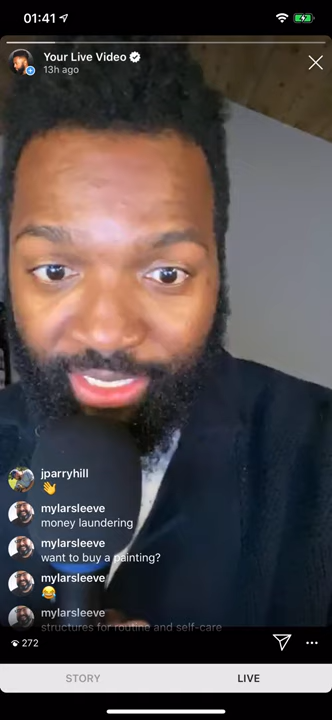 01:41
Your Live Video
13h ago
jparryhill
👋
mylarsleeve
money laundering
mylarsleeve
want to buy a painting?
mylarsleeve
😂
mylarsleeve
structures for routine and self-care
272
STORY
LIVE